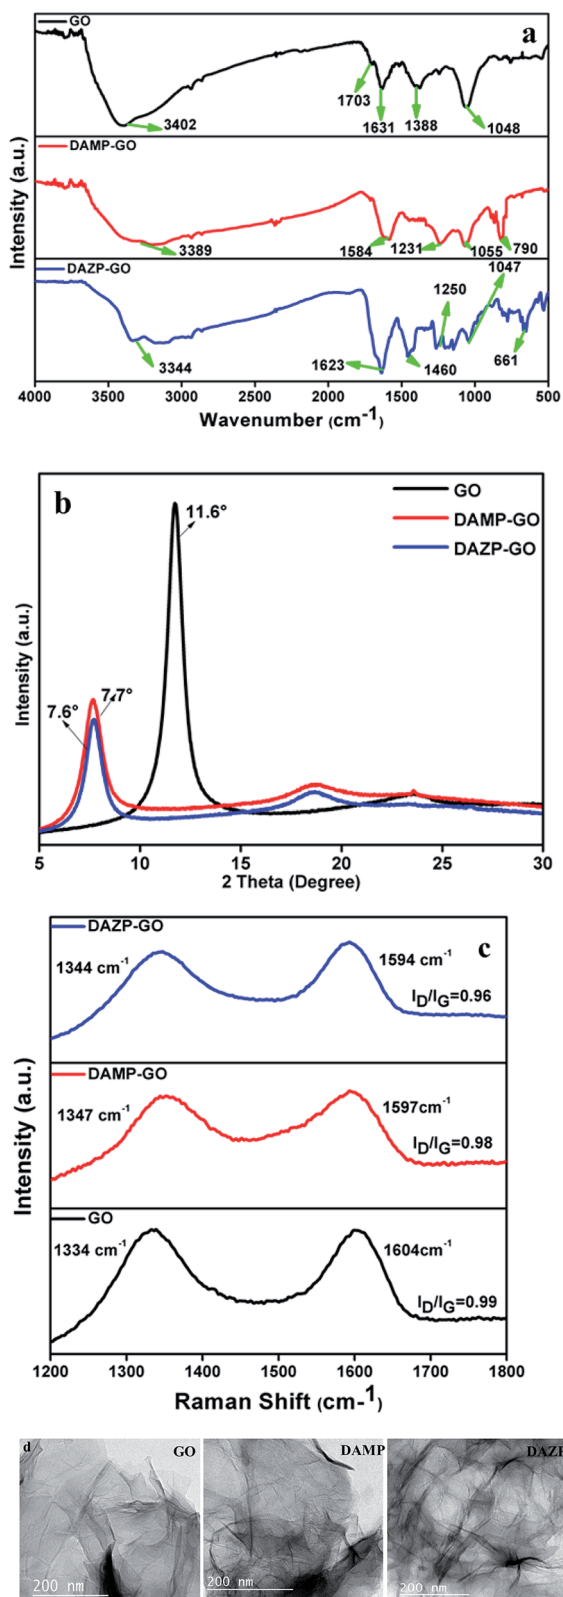 GO
a
1703
3402
1631
1388
1048
DAMP-GO
3389
1584
1231
1055
790
DAZP-GO
1250
1047
3344
1623
1460
661
Intensity (a.u.)
4000 3500 3000 2500 2000 1500 1000 500
Wavenumber (cm-1)
b
11.6°
GO
DAMP-GO
DAZP-GO
7.6°
7.7°
Intensity (a.u.)
5 10 15 20 25 30
2 Theta (Degree)
DAZP-GO
c
1344 cm-1
1594 cm-1
ID/IG=0.96
DAMP-GO
1347 cm-1
1597cm-1
ID/IG=0.98
GO
1334 cm-1
1604cm-1
ID/IG=0.99
Intensity (a.u.)
1200 1300 1400 1500 1600 1700 1800
Raman Shift (cm-1)
d
GO
DAMP
DAZP
200 nm
200 nm
200 nm